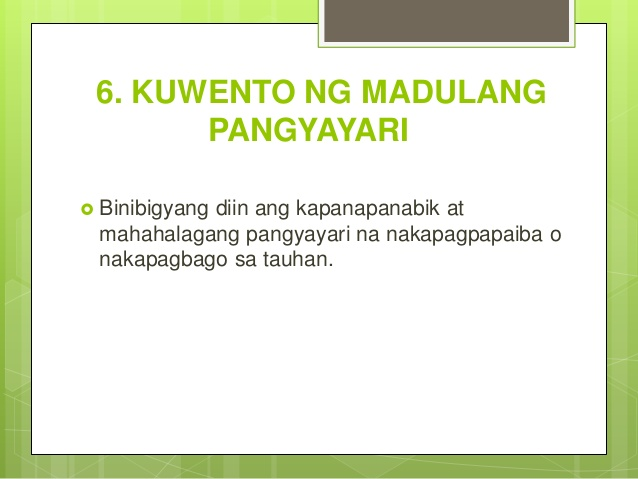 6. KUWENTO NG MADULANG
PANGYAYARI
Binibigyang diin ang kapanapanabik at
mahahalagang pangyayari na nakapagpapaiba o
nakapagbago sa tauhan.